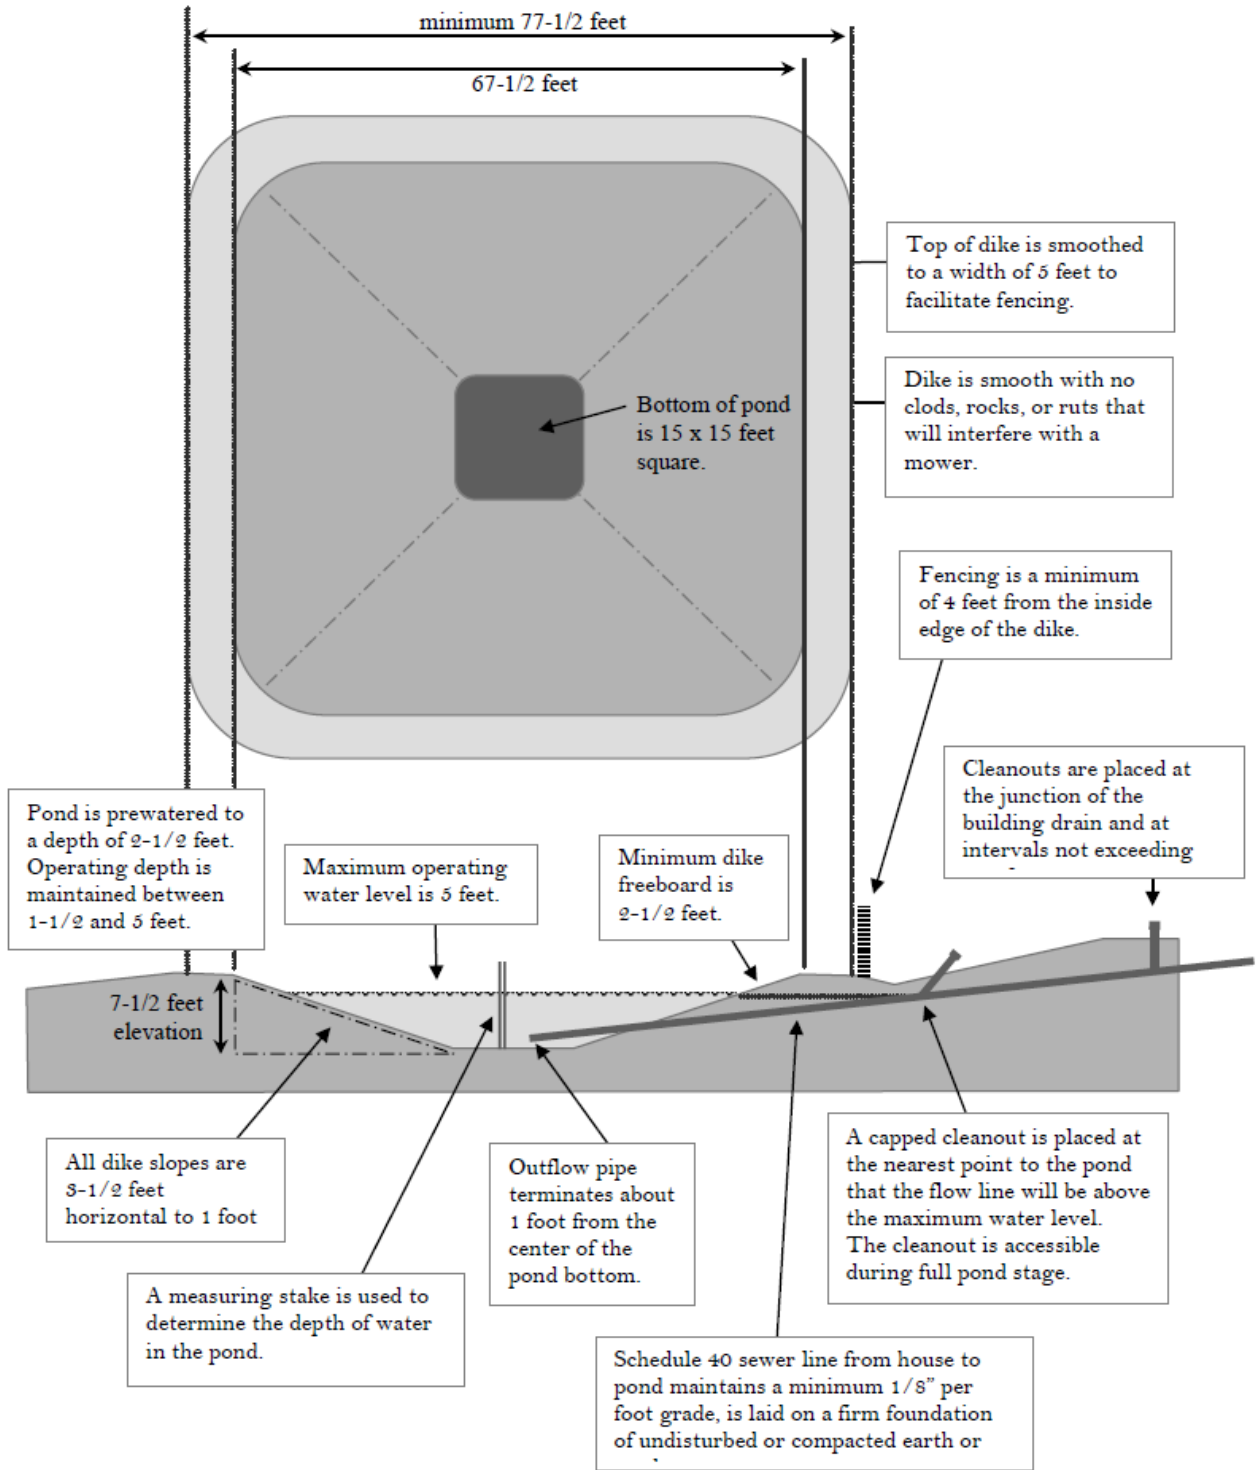 minimum 77-1/2 feet
67-1/2 feet
Top of dike is smoothed
to a width of 5 feet to
facilitate fencing.
Bottom of pond
is 15 x 15 feet
square.
Dike is smooth with no
clods, rocks, or ruts that
will interfere with a
mower.
Fencing is a minimum
of 4 feet from the inside
edge of the dike.
Cleanouts are placed at
the junction of the
building drain and at
intervals not exceeding
Pond is prewatered to
a depth of 2-1/2 feet.
Operating depth is
maintained between
1-1/2 and 5 feet.
Maximum operating
water level is 5 feet.
Minimum dike
freeboard is
2-1/2 feet.
7-1/2 feet
elevation
All dike slopes are
3-1/2 feet
horizontal to 1 foot
A measuring stake is used to
determine the depth of water
in the pond.
Outflow pipe
terminates about
1 foot from the
center of the
pond bottom.
A capped cleanout is placed at
the nearest point to the pond
that the flow line will be above
the maximum water level.
The cleanout is accessible
during full pond stage.
Schedule 40 sewer line from house to
pond maintains a minimum 1/8” per
foot grade, is laid on a firm foundation
of undisturbed or compacted earth or